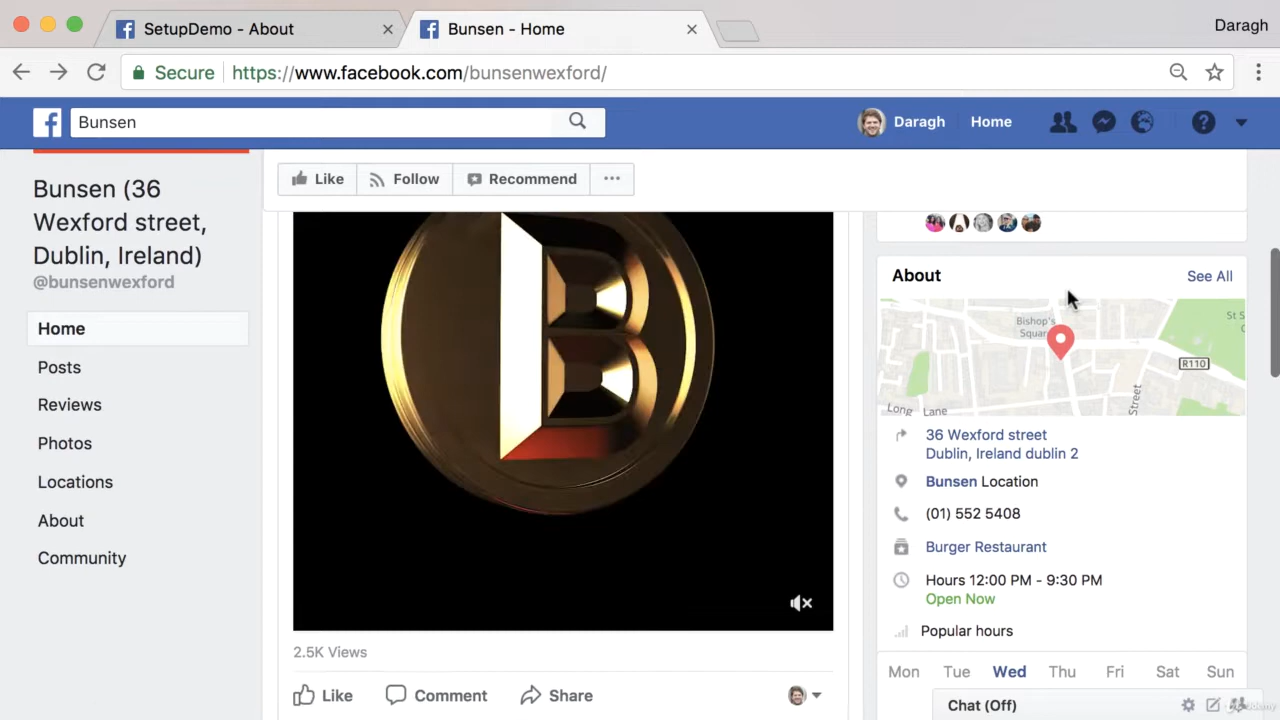 SetupDemo - About
Bunsen - Home
Daragh
Secure
https://www.facebook.com/bunsenwexford/
Bunsen
Daragh
Home
Bunsen (36
Wexford street,
Dublin, Ireland)
@bunsenwexford
Home
Posts
Reviews
Photos
Locations
About
Community
Like
Follow
Recommend
B
2.5K Views
Like
Comment
Share
About
See All
Bishop's
Squar
St S
R110
Long Lane
Street
36 Wexford street
Dublin, Ireland dublin 2
Bunsen Location
(01) 552 5408
Burger Restaurant
Hours 12:00 PM - 9:30 PM
Open Now
Popular hours
Mon Tue Wed Thu Fri Sat Sun
Chat (Off)